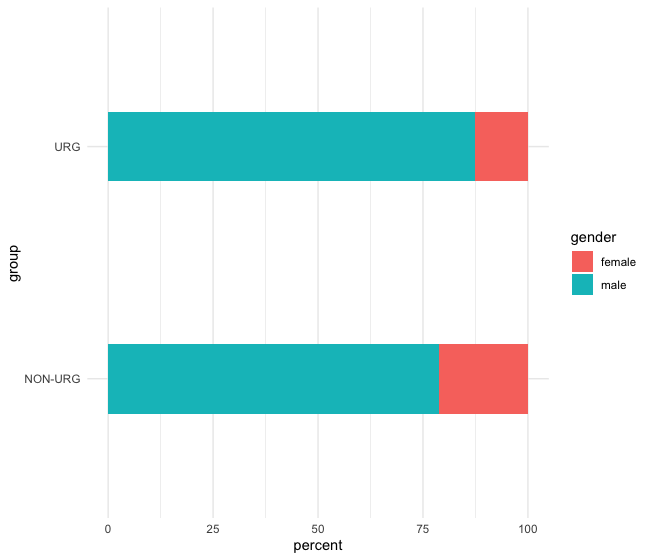 URG
NON-URG
group
0 25 50 75 100
percent
gender
female
male